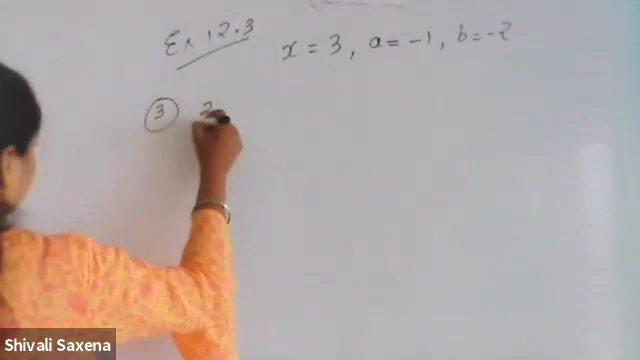 Ex 12.3 x = 3, a = -1, b = -2
③ 2
Shivali Saxena